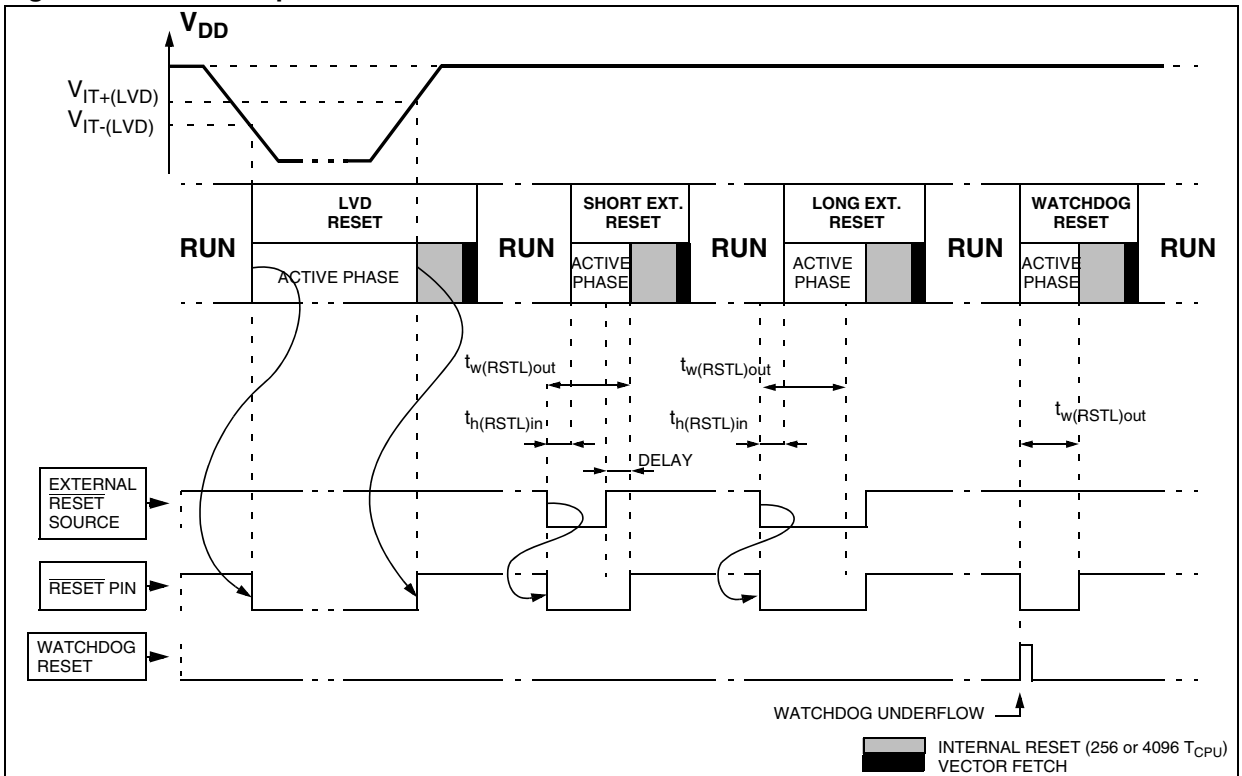 V_DD
V_IT+(LVD)
V_IT-(LVD)
LVD
RESET
SHORT EXT.
RESET
LONG EXT.
RESET
WATCHDOG
RESET
RUN
RUN
RUN
RUN
RUN
ACTIVE PHASE
ACTIVE
PHASE
ACTIVE
PHASE
ACTIVE
PHASE
t_w(RSTL)out
t_w(RSTL)out
t_h(RSTL)in
t_h(RSTL)in
t_w(RSTL)out
DELAY
EXTERNAL
RESET
SOURCE
RESET PIN
WATCHDOG
RESET
WATCHDOG UNDERFLOW
INTERNAL RESET (256 or 4096 T_CPU)
VECTOR FETCH